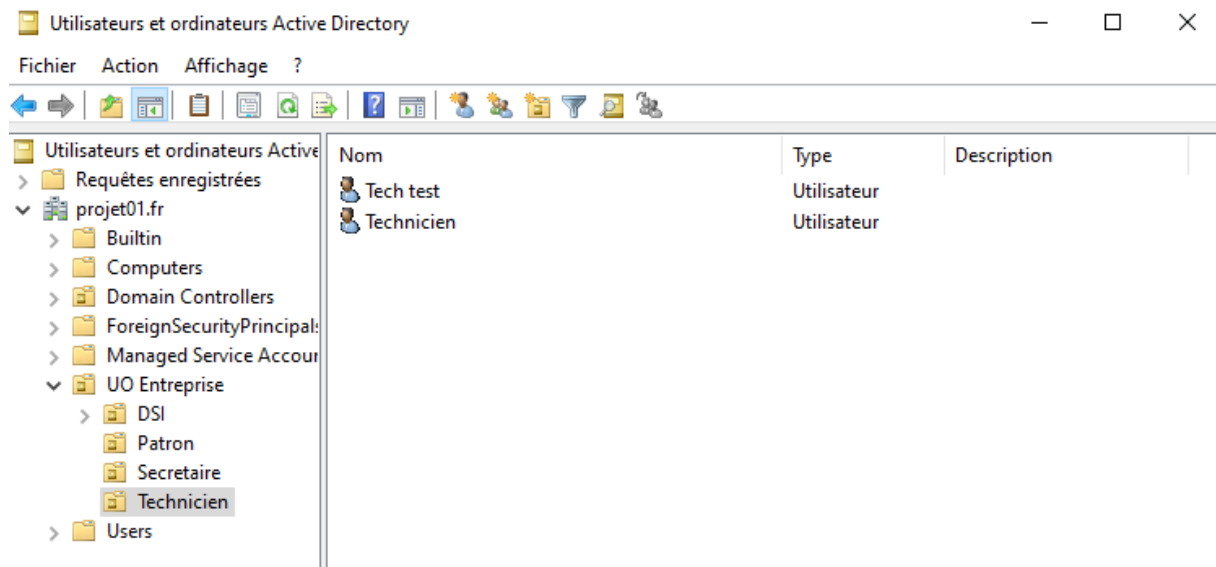 Utilisateurs et ordinateurs Active Directory
Fichier Action Affichage ?
Utilisateurs et ordinateurs Active
Requêtes enregistrées
projet01.fr
Builtin
Computers
Domain Controllers
ForeignSecurityPrincipals
Managed Service Accoun
UO Entreprise
DSI
Patron
Secretaire
Technicien
Users
Nom Type Description
Tech test Utilisateur
Technicien Utilisateur